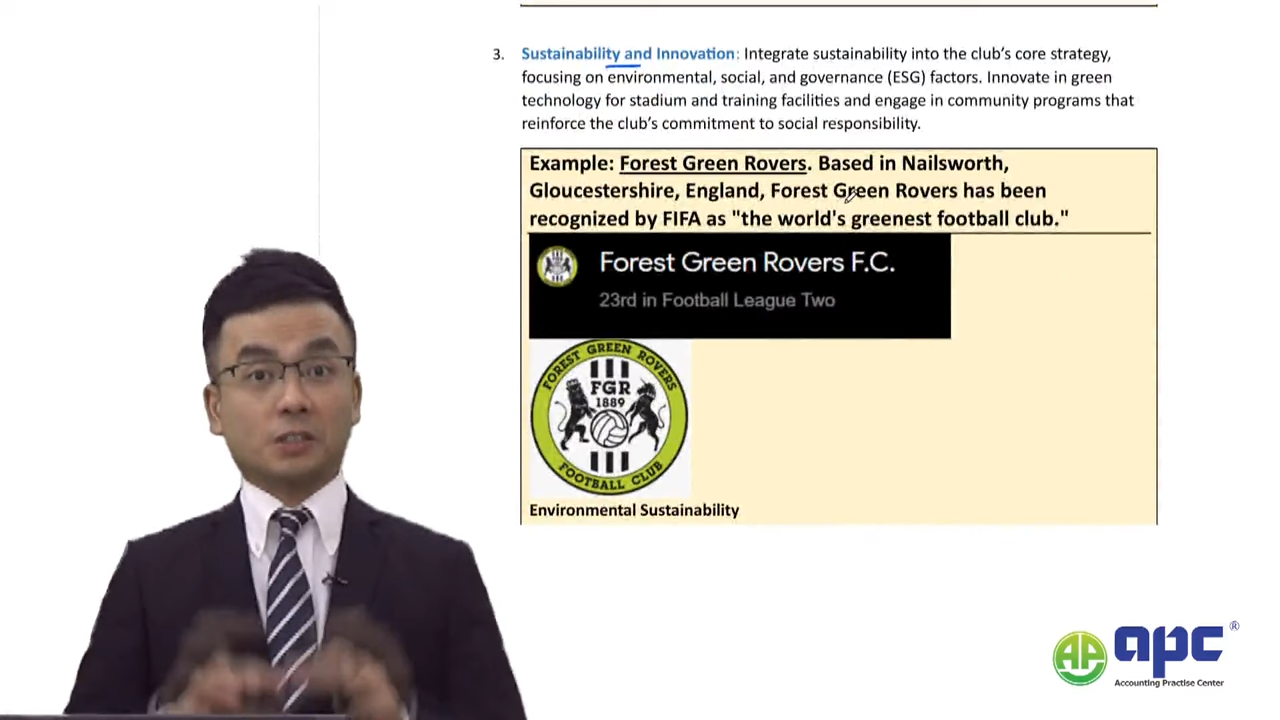 3. Sustainability and Innovation: Integrate sustainability into the club's core strategy,
focusing on environmental, social, and governance (ESG) factors. Innovate in green
technology for stadium and training facilities and engage in community programs that
reinforce the club's commitment to social responsibility.
Example: Forest Green Rovers. Based in Nailsworth,
Gloucestershire, England, Forest Green Rovers has been
recognized by FIFA as "the world's greenest football club."
Forest Green Rovers F.C.
23rd in Football League Two
FOREST GREEN ROVERS
FGR
1889
FOOTBALL CLUB
Environmental Sustainability
AP
apc®
Accounting Practise Center